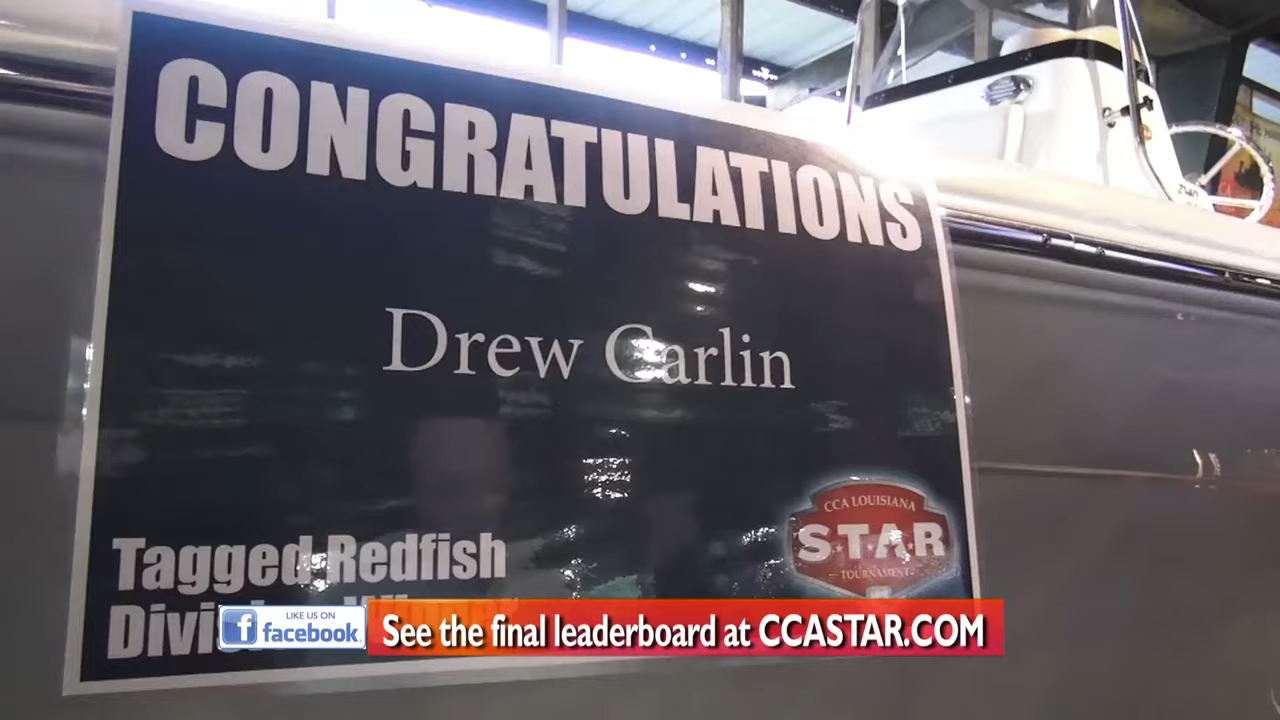 CONGRATULATIONS
Drew Carlin
CCA LOUISIANA
STAR
TOURNAMENT
Tagged Redfish
LIKE US ON
facebook.
See the final leaderboard at CCASTAR.COM